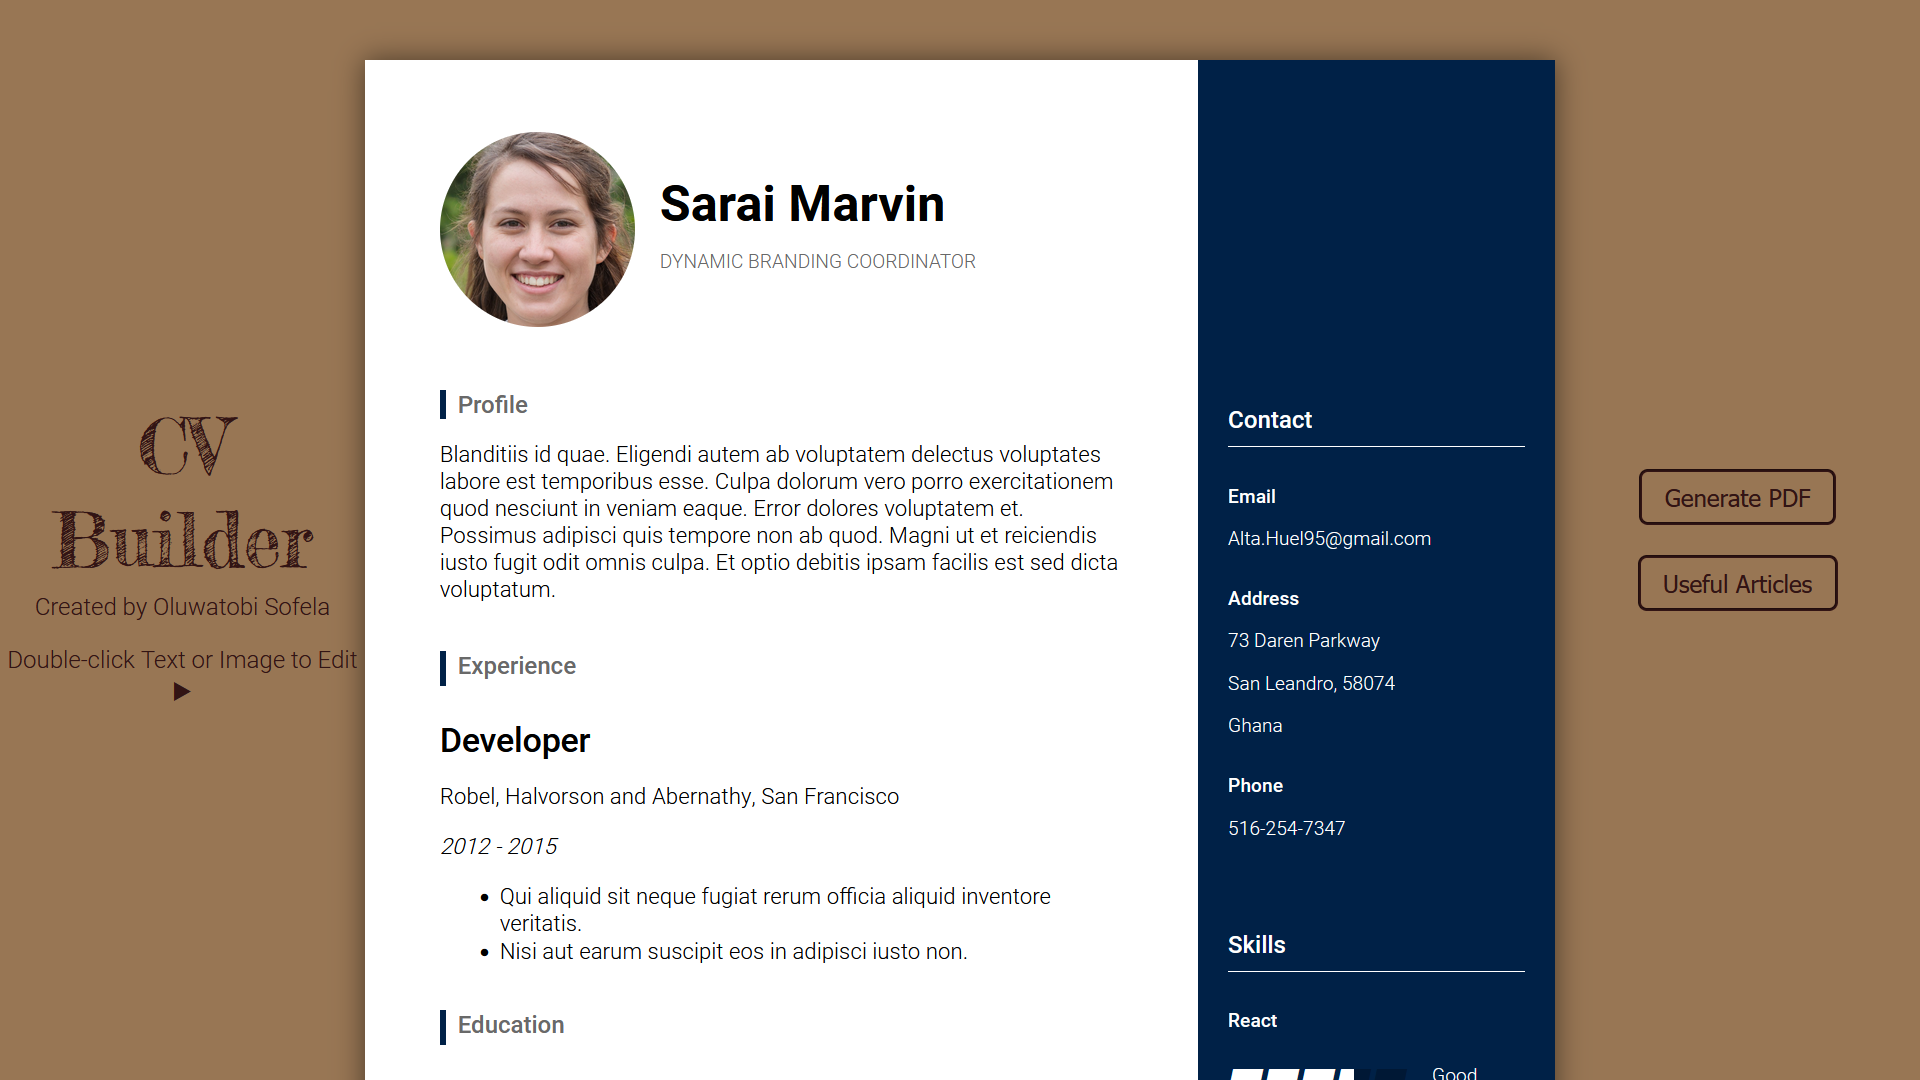 CV
Builder
Created by Oluwatobi Sofela
Double-click Text or Image to Edit
Sarai Marvin
DYNAMIC BRANDING COORDINATOR
Profile
Blanditiis id quae. Eligendi autem ab voluptatem delectus voluptates
labore est temporibus esse. Culpa dolorum vero porro exercitationem
quod nesciunt in veniam eaque. Error dolores voluptatem et.
Possimus adipisci quis tempore non ab quod. Magni ut et reiciendis
iusto fugit odit omnis culpa. Et optio debitis ipsam facilis est sed dicta
voluptatum.
Experience
Developer
Robel, Halvorson and Abernathy, San Francisco
2012 - 2015
• Qui aliquid sit neque fugiat rerum officia aliquid inventore
veritatis.
• Nisi aut earum suscipit eos in adipisci iusto non.
Education
Contact
Email
Alta.Huel95@gmail.com
Address
73 Daren Parkway
San Leandro, 58074
Ghana
Phone
516-254-7347
Skills
React
Good
Generate PDF
Useful Articles